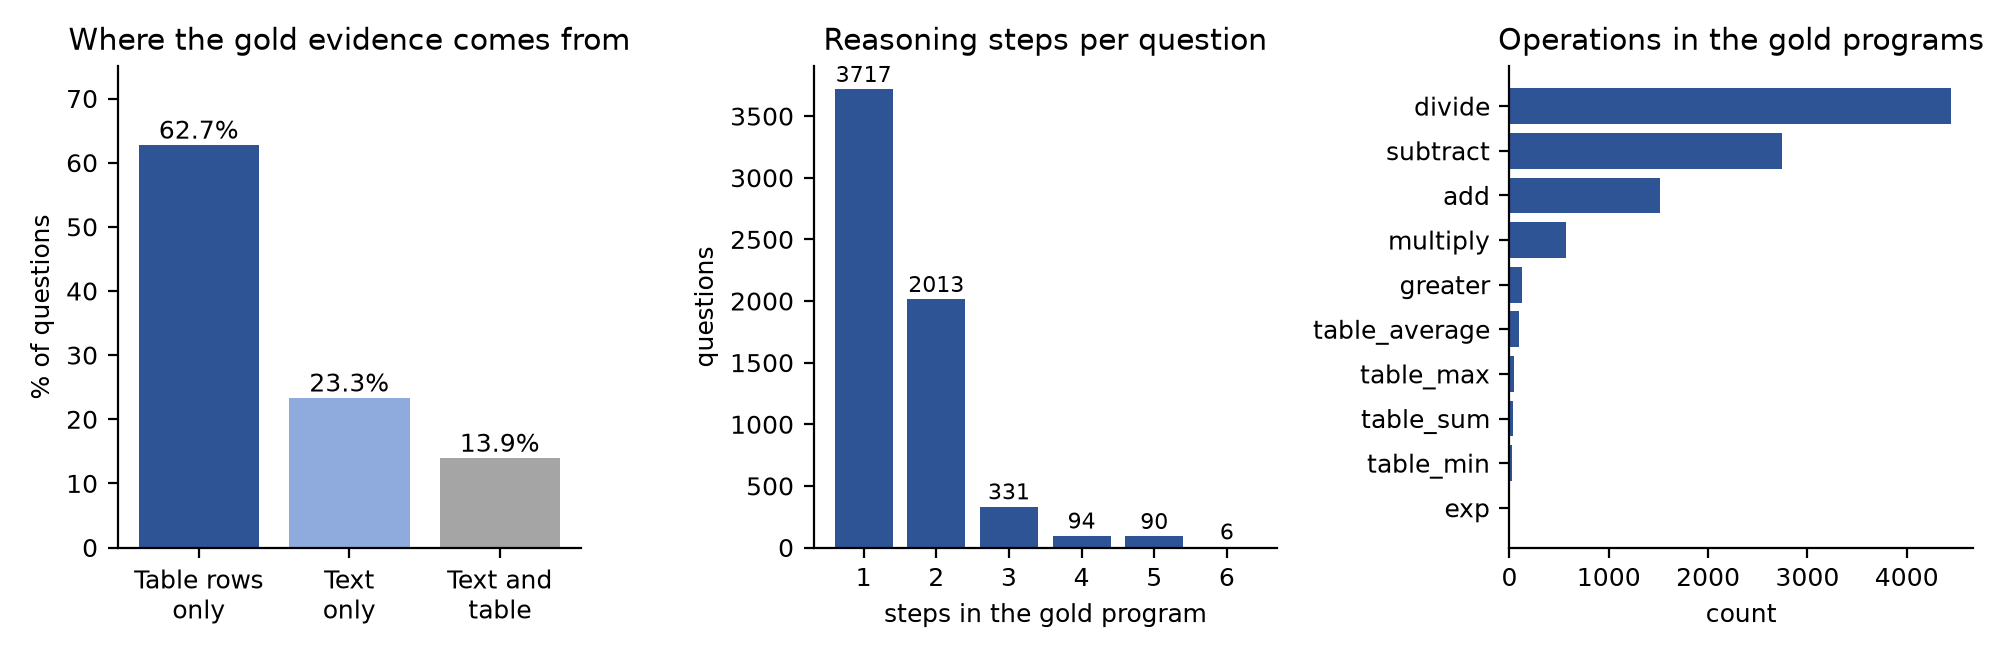 Where the gold evidence comes from
% of questions
70
60
50
40
30
20
10
0
62.7%
23.3%
13.9%
Table rows
only
Text
only
Text and
table
Reasoning steps per question
questions
3500
3000
2500
2000
1500
1000
500
0
3717
2013
331
94
90
6
1
2
3
4
5
6
steps in the gold program
Operations in the gold programs
divide
subtract
add
multiply
greater
table_average
table_max
table_sum
table_min
exp
0
1000
2000
3000
4000
count